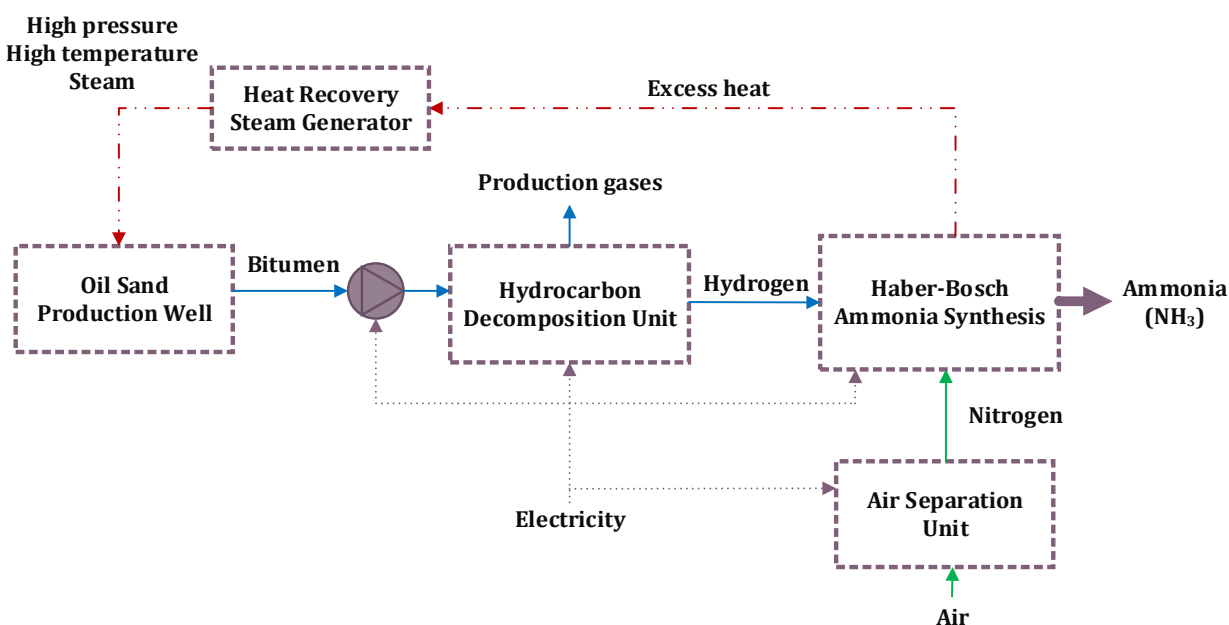 High pressure
High temperature
Steam
Heat Recovery
Steam Generator
Excess heat
Production gases
Oil Sand
Production Well
Bitumen
Hydrocarbon
Decomposition Unit
Hydrogen
Haber-Bosch
Ammonia Synthesis
Ammonia
(NH₃)
Nitrogen
Electricity
Air Separation
Unit
Air